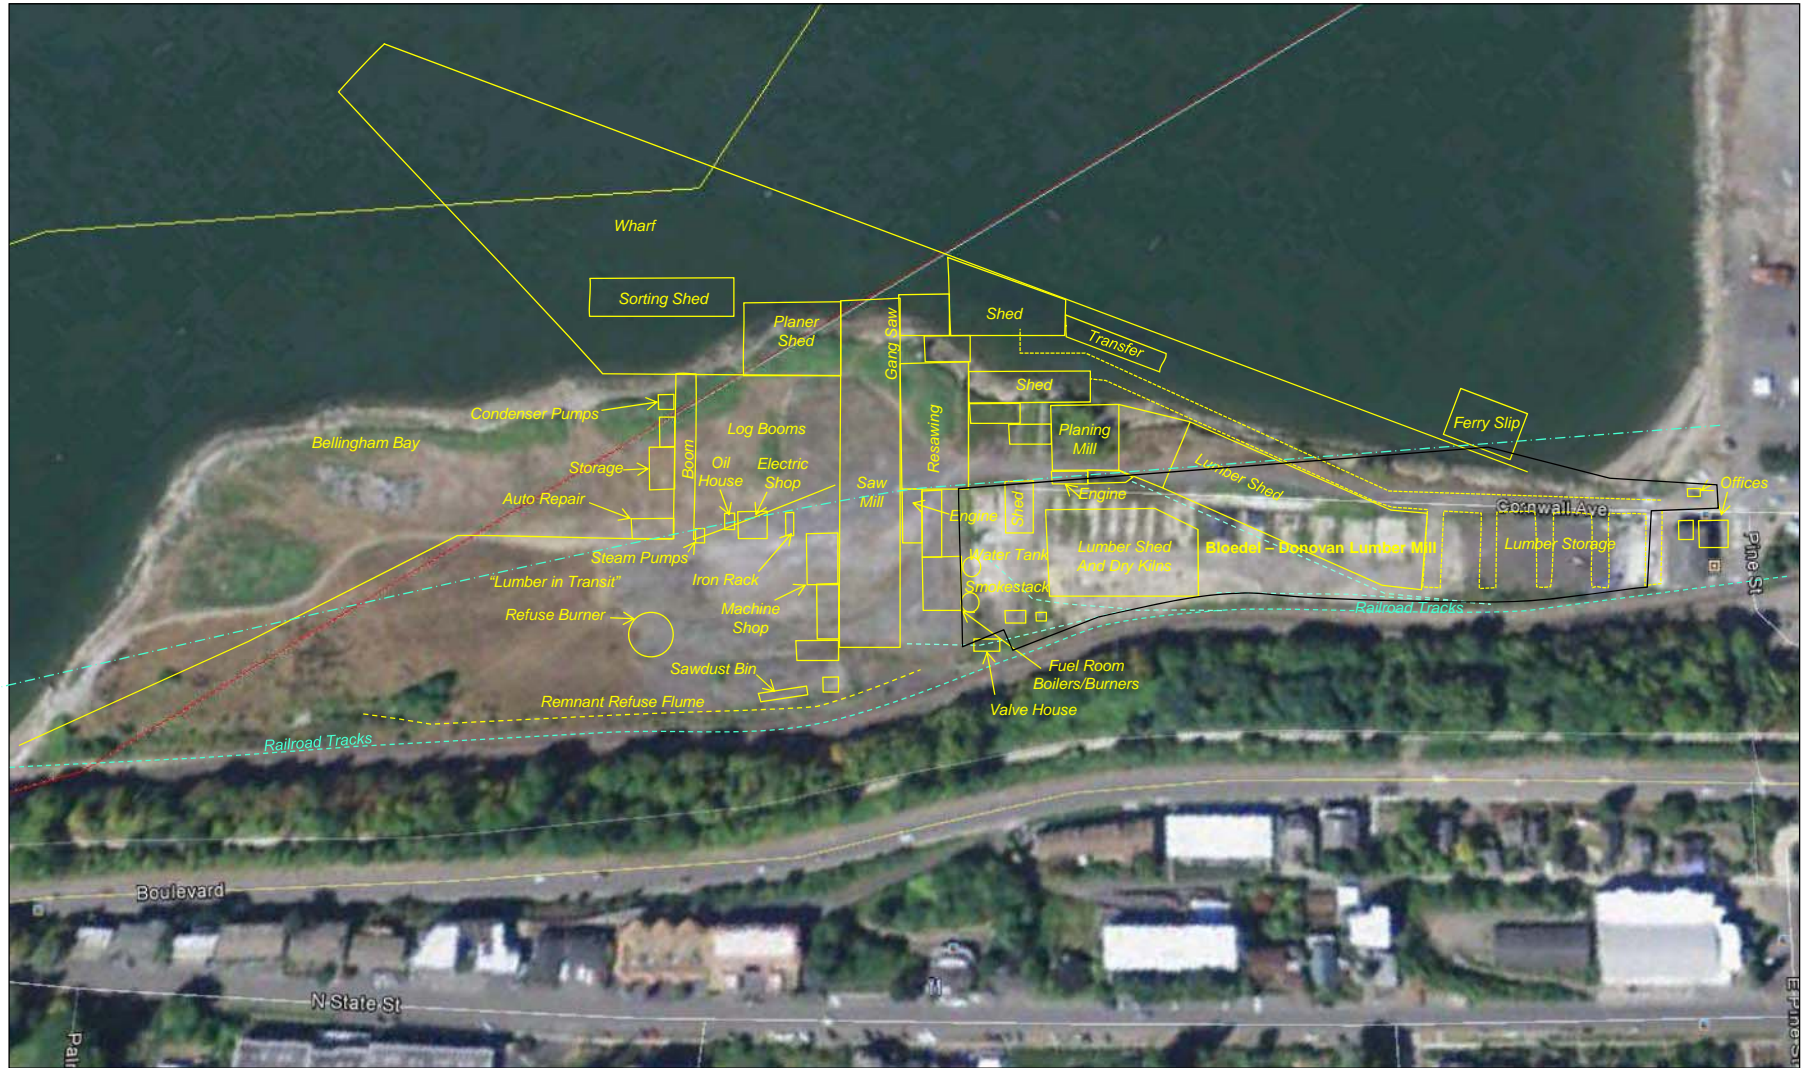 Wharf
Sorting Shed
Planer
Shed
Gang Saw
Shed
Transfer
Shed
Condenser Pumps
Bellingham Bay
Log Booms
Boom
Resawing
Planing
Mill
Ferry Slip
Storage
Oil
House
Electric
Shop
Saw
Mill
Lumber Shed
Engine
Offices
Auto Repair
Engine
Shed
Cornwall Ave
Steam Pumps
Iron Rack
Water Tank
Lumber Shed
And Dry Kilns
Bloedel – Donovan Lumber Mill
Lumber Storage
Pine St
"Lumber in Transit"
Smokestack
Refuse Burner
Machine
Shop
Railroad Tracks
Sawdust Bin
Fuel Room
Boilers/Burners
Remnant Refuse Flume
Valve House
Railroad Tracks
Boulevard
N State St
E Pine St